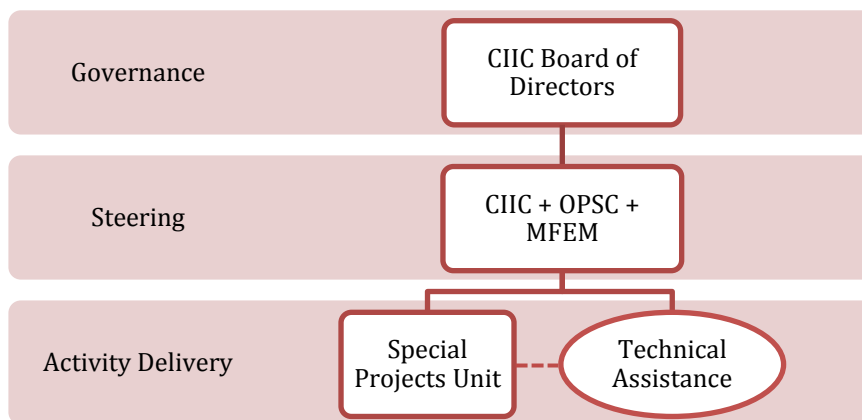 Governance
CIIC Board of
Directors
Steering
CIIC + OPSC +
MFEM
Activity Delivery
Special
Projects Unit
Technical
Assistance